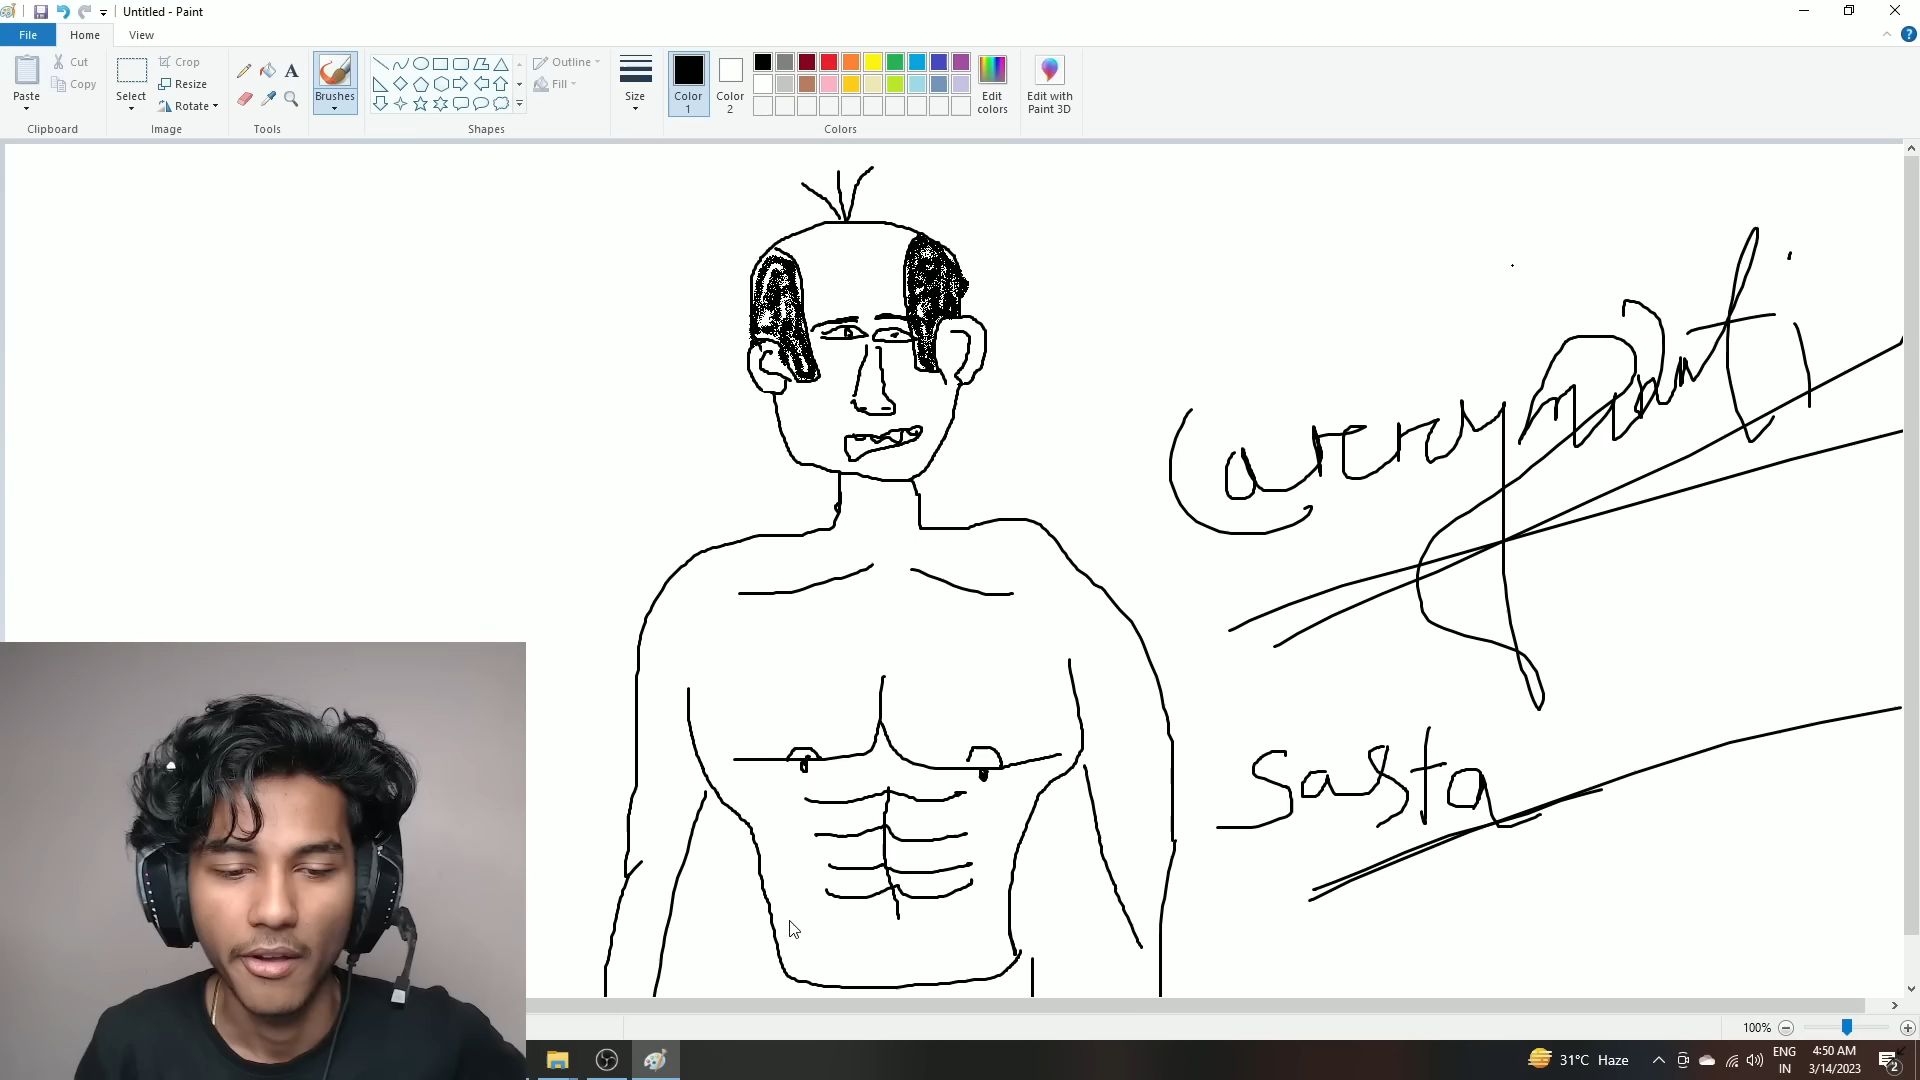 Untitled - Paint
File Home View
Paste
Cut
Copy
Clipboard
Select
Crop
Resize
Rotate
Image
A
Tools
Brushes
Outline
Fill
Shapes
Size
Color 1
Color 2
Edit colors
Colors
Edit with Paint 3D
Carryminati
Sasta
100%
31°C Haze
ENG
IN
4:50 AM
3/14/2023
2